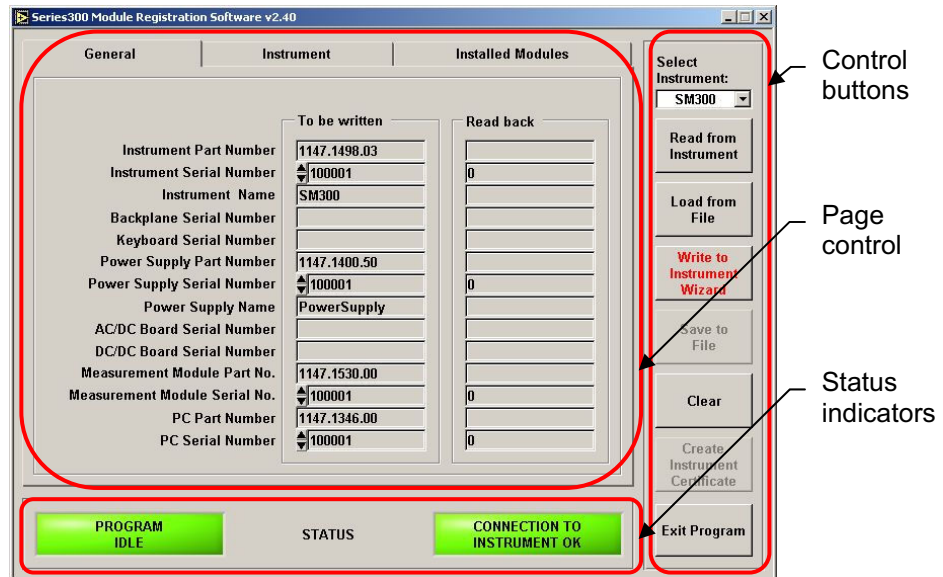 Series300 Module Registration Software v2.40
General Instrument Installed Modules
To be written Read back
Instrument Part Number 1147.1498.03
Instrument Serial Number 100001 0
Instrument Name SM300
Backplane Serial Number
Keyboard Serial Number
Power Supply Part Number 1147.1400.50
Power Supply Serial Number 100001 0
Power Supply Name PowerSupply
AC/DC Board Serial Number
DC/DC Board Serial Number
Measurement Module Part No. 1147.1530.00
Measurement Module Serial No. 100001 0
PC Part Number 1147.1346.00
PC Serial Number 100001 0
PROGRAM
IDLE
STATUS
CONNECTION TO
INSTRUMENT OK
Select
Instrument:
SM300
Read from
Instrument
Load from
File
Write to
Instrument
Wizard
Save to
File
Clear
Create
Instrument
Certificate
Exit Program
Control
buttons
Page
control
Status
indicators